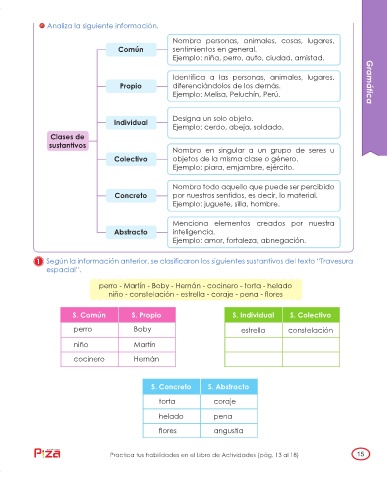 Analiza la siguiente información.
Clases de
sustantivos
Común
Nombra personas, animales, cosas, lugares,
sentimientos en general.
Ejemplo: niña, perro, auto, ciudad, amistad.
Propio
Identifica a las personas, animales, lugares,
diferenciándolos de los demás.
Ejemplo: Melisa, Peluchín, Perú.
Individual
Designa un solo objeto.
Ejemplo: cerdo, abeja, soldado.
Colectivo
Nombra en singular a un grupo de seres u
objetos de la misma clase o género.
Ejemplo: piara, emjambre, ejército.
Concreto
Nombra todo aquello que puede ser percibido
por nuestros sentidos, es decir, lo material.
Ejemplo: juguete, silla, hombre.
Abstracto
Menciona elementos creados por nuestra
inteligencia.
Ejemplo: amor, fortaleza, abnegación.
Gramática
1 Según la información anterior, se clasificaron los siguientes sustantivos del texto "Travesura
espacial".
perro - Martín - Boby - Hernán - cocinero - torta - helado
niño - constelación - estrella - coraje - pena - flores
S. Común S. Propio
perro Boby
niño Martín
cocinero Hernán
S. Individual S. Colectivo
estrella constelación
S. Concreto S. Abstracto
torta coraje
helado pena
flores angustia
Pizza
Practica tus habilidades en el Libro de Actividades (pág. 13 al 18)
15